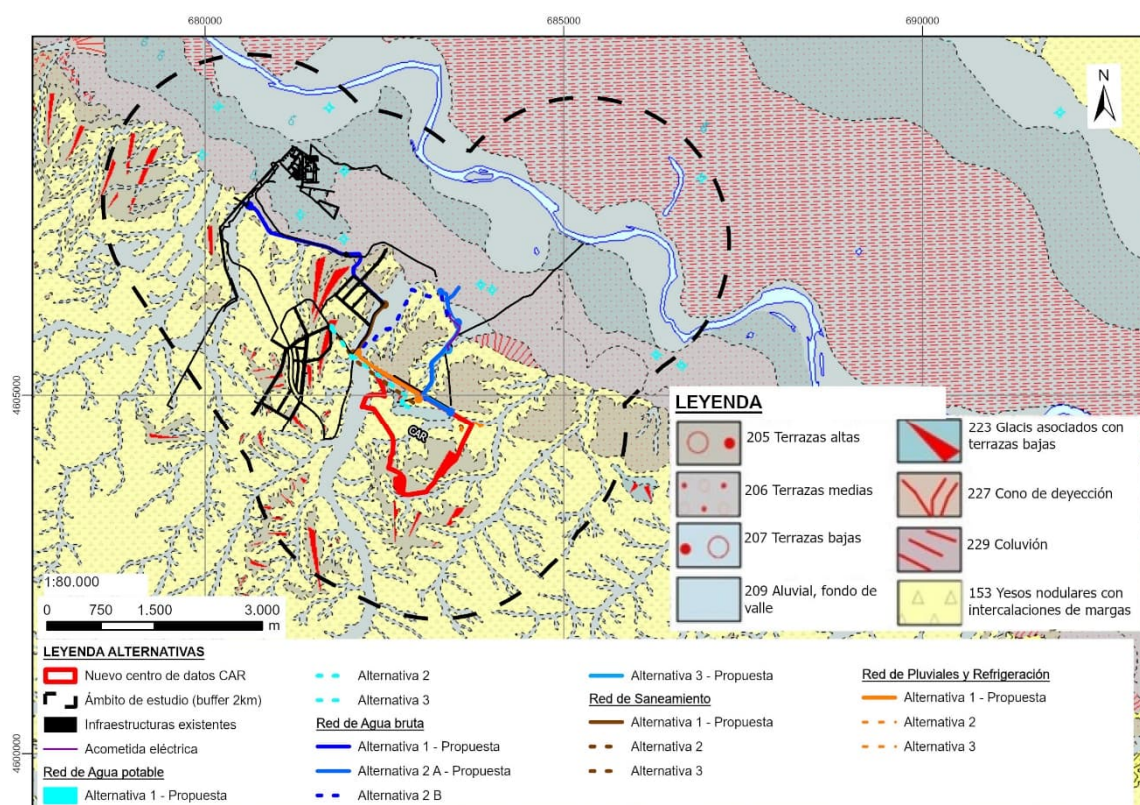 680000
685000
690000
N
4605000
CAR
LEYENDA
205 Terrazas altas
223 Glacis asociados con
terrazas bajas
206 Terrazas medias
227 Cono de deyección
207 Terrazas bajas
229 Coluvión
209 Aluvial, fondo de
valle
153 Yesos nodulares con
intercalaciones de margas
1:80.000
0 750 1.500 3.000
m
4600000
LEYENDA ALTERNATIVAS
Nuevo centro de datos CAR
Ámbito de estudio (buffer 2km)
Infraestructuras existentes
Acometida eléctrica
Red de Agua potable
Alternativa 1 - Propuesta
Alternativa 2
Alternativa 3
Red de Agua bruta
Alternativa 1 - Propuesta
Alternativa 2 A - Propuesta
Alternativa 2 B
Alternativa 3 - Propuesta
Red de Saneamiento
Alternativa 1 - Propuesta
Alternativa 2
Alternativa 3
Red de Pluviales y Refrigeración
Alternativa 1 - Propuesta
Alternativa 2
Alternativa 3